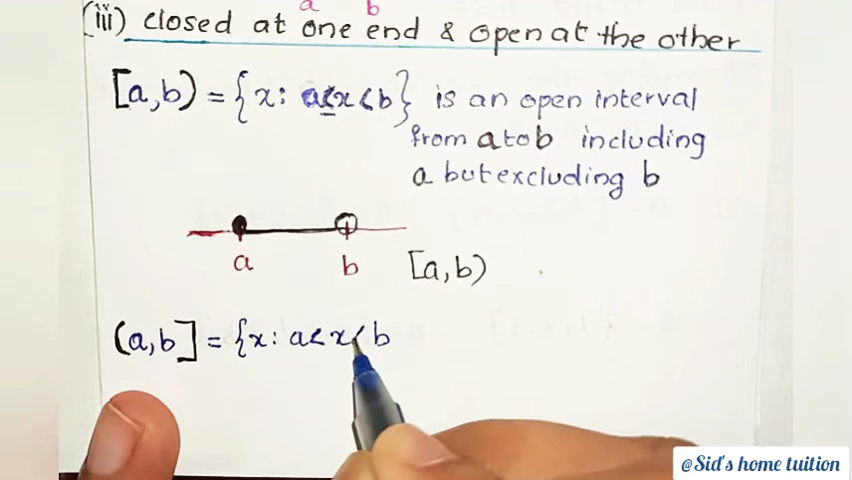 a b
(iii) closed at one end & open at the other
[a,b) = {x: a≤x<b} is an open interval
from a to b including
a but excluding b
a b [a,b)
(a,b] = {x: a<x<b
@Sid's home tuition